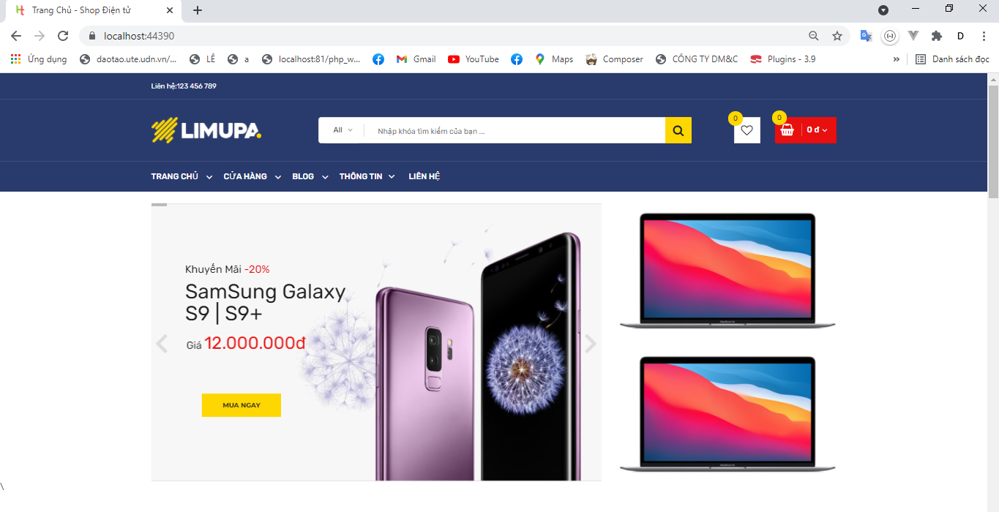 Trang Chủ - Shop Điện tử
localhost:44390
D
Ứng dụng
daotao.ute.udn.vn/...
LÊ
a
localhost:81/php_w...
Gmail
YouTube
Maps
Composer
CÔNG TY DM&C
Plugins - 3.9
»
Danh sách đọc
Liên hệ:123 456 789
LIMUPA.
All
Nhập khóa tìm kiếm của bạn ...
0
0
0 đ
TRANG CHỦ
CỬA HÀNG
BLOG
THÔNG TIN
LIÊN HỆ
Khuyến Mãi -20%
SamSung Galaxy
S9 | S9+
Giá 12.000.000đ
MUA NGAY
\